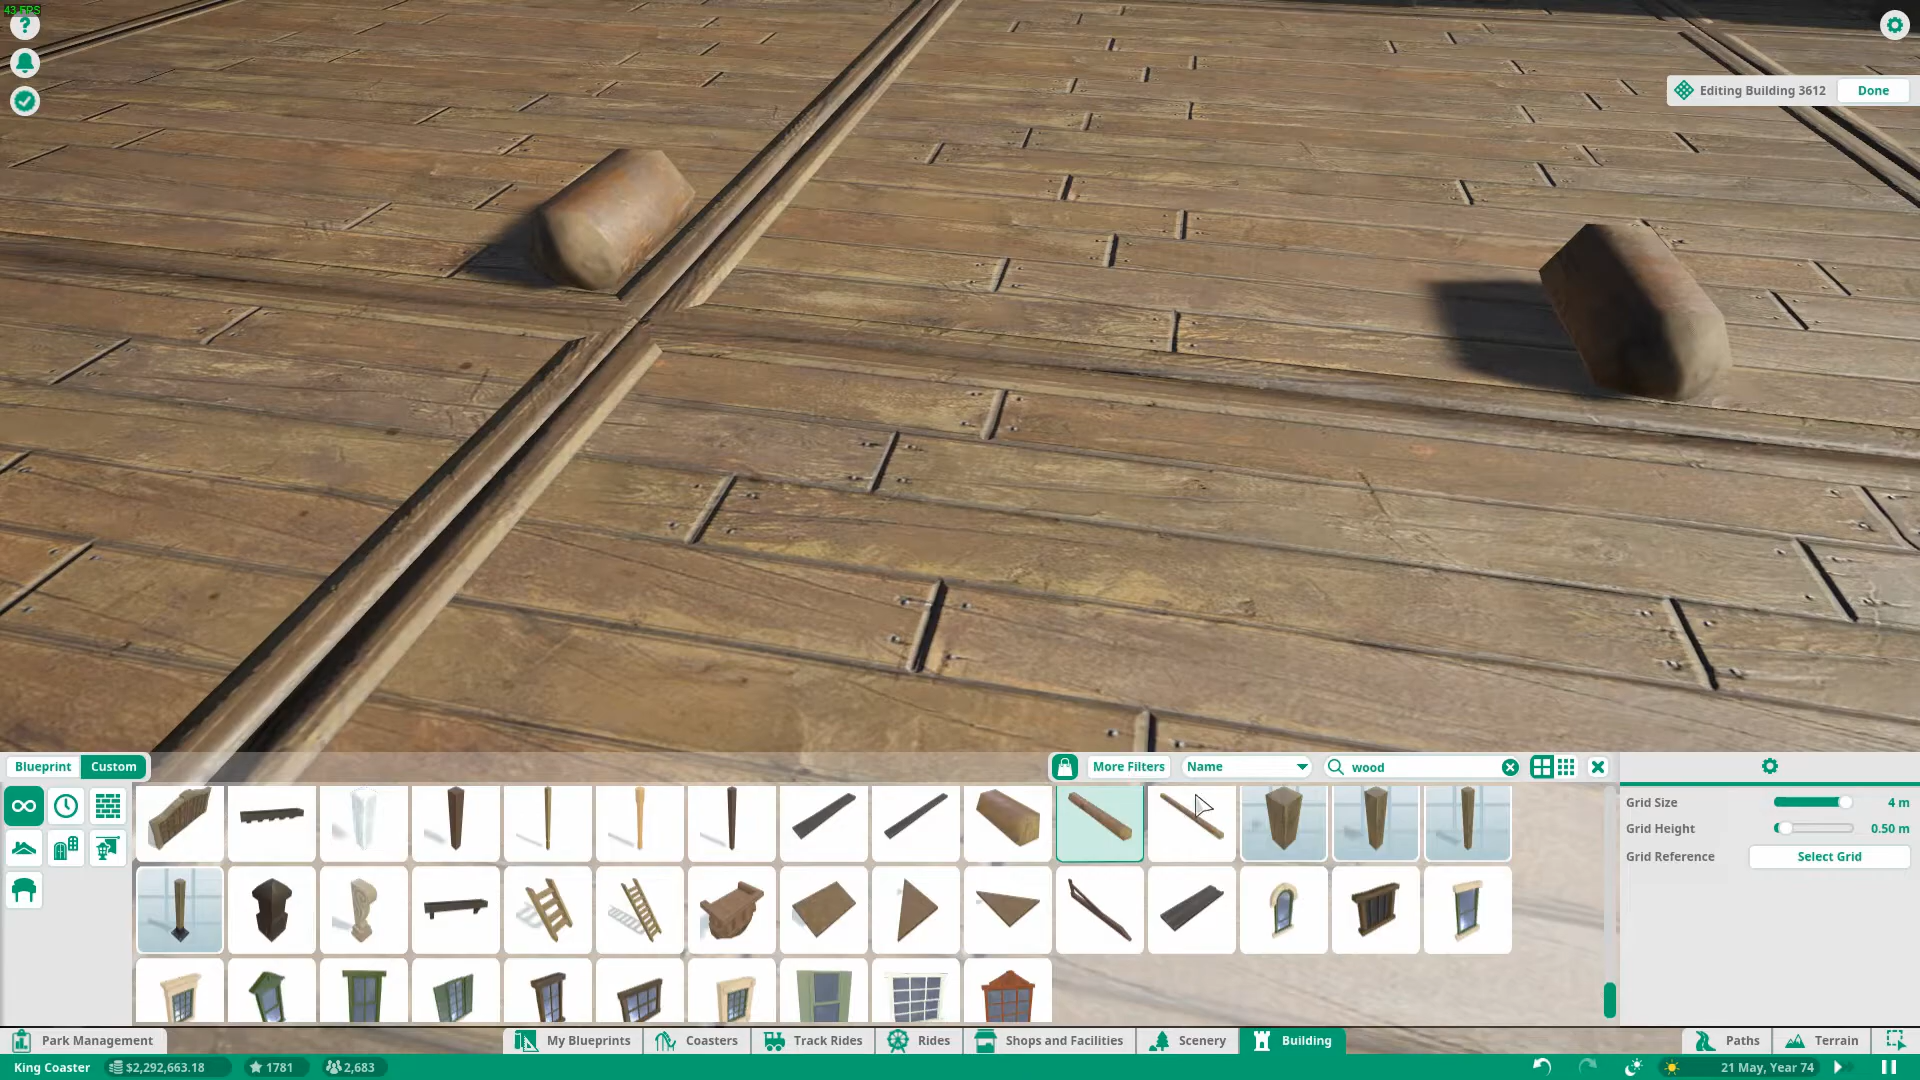 43 FPS
?
Editing Building 3612
Done
Blueprint
Custom
More Filters
Name
wood
Grid Size
4 m
Grid Height
0.50 m
Grid Reference
Select Grid
Park Management
My Blueprints
Coasters
Track Rides
Rides
Shops and Facilities
Scenery
Building
Paths
Terrain
King Coaster
$2,292,663.18
1781
2,683
21 May, Year 74